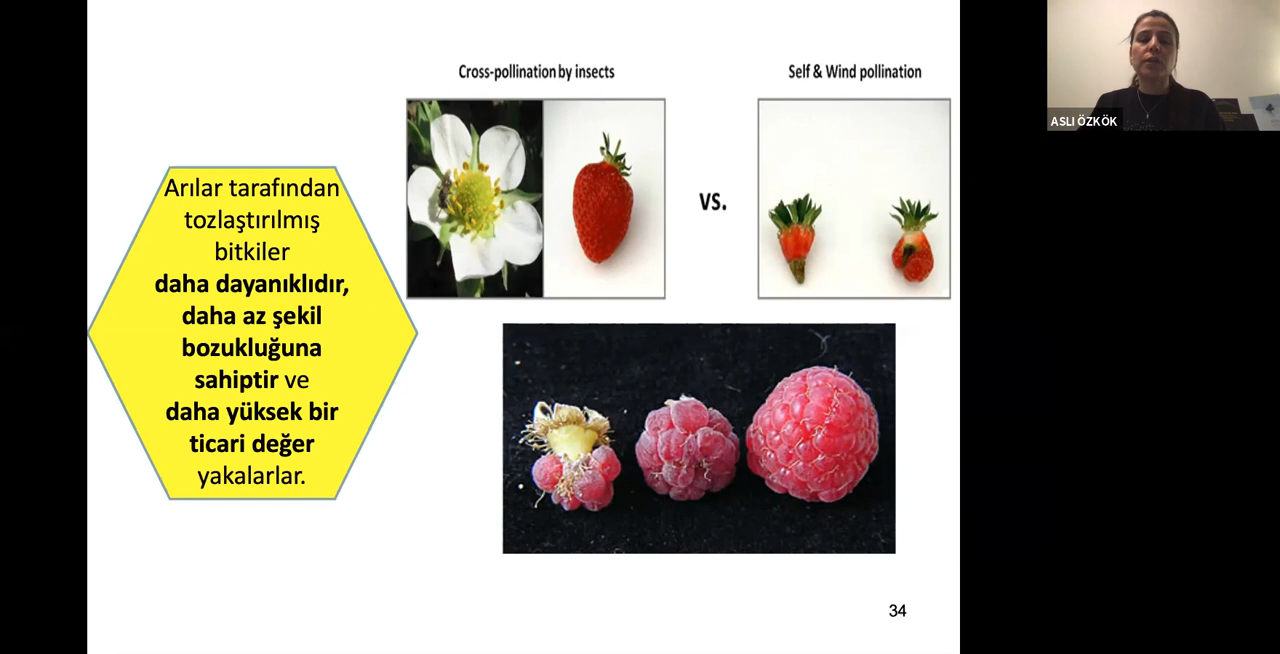 Cross-pollination by insects
Self & Wind pollination
ASLI ÖZKÖK
vs.
Arılar tarafından
tozlaştırılmış
bitkiler
daha dayanıklıdır,
daha az şekil
bozukluğuna
sahiptir ve
daha yüksek bir
ticari değer
yakalarlar.
34